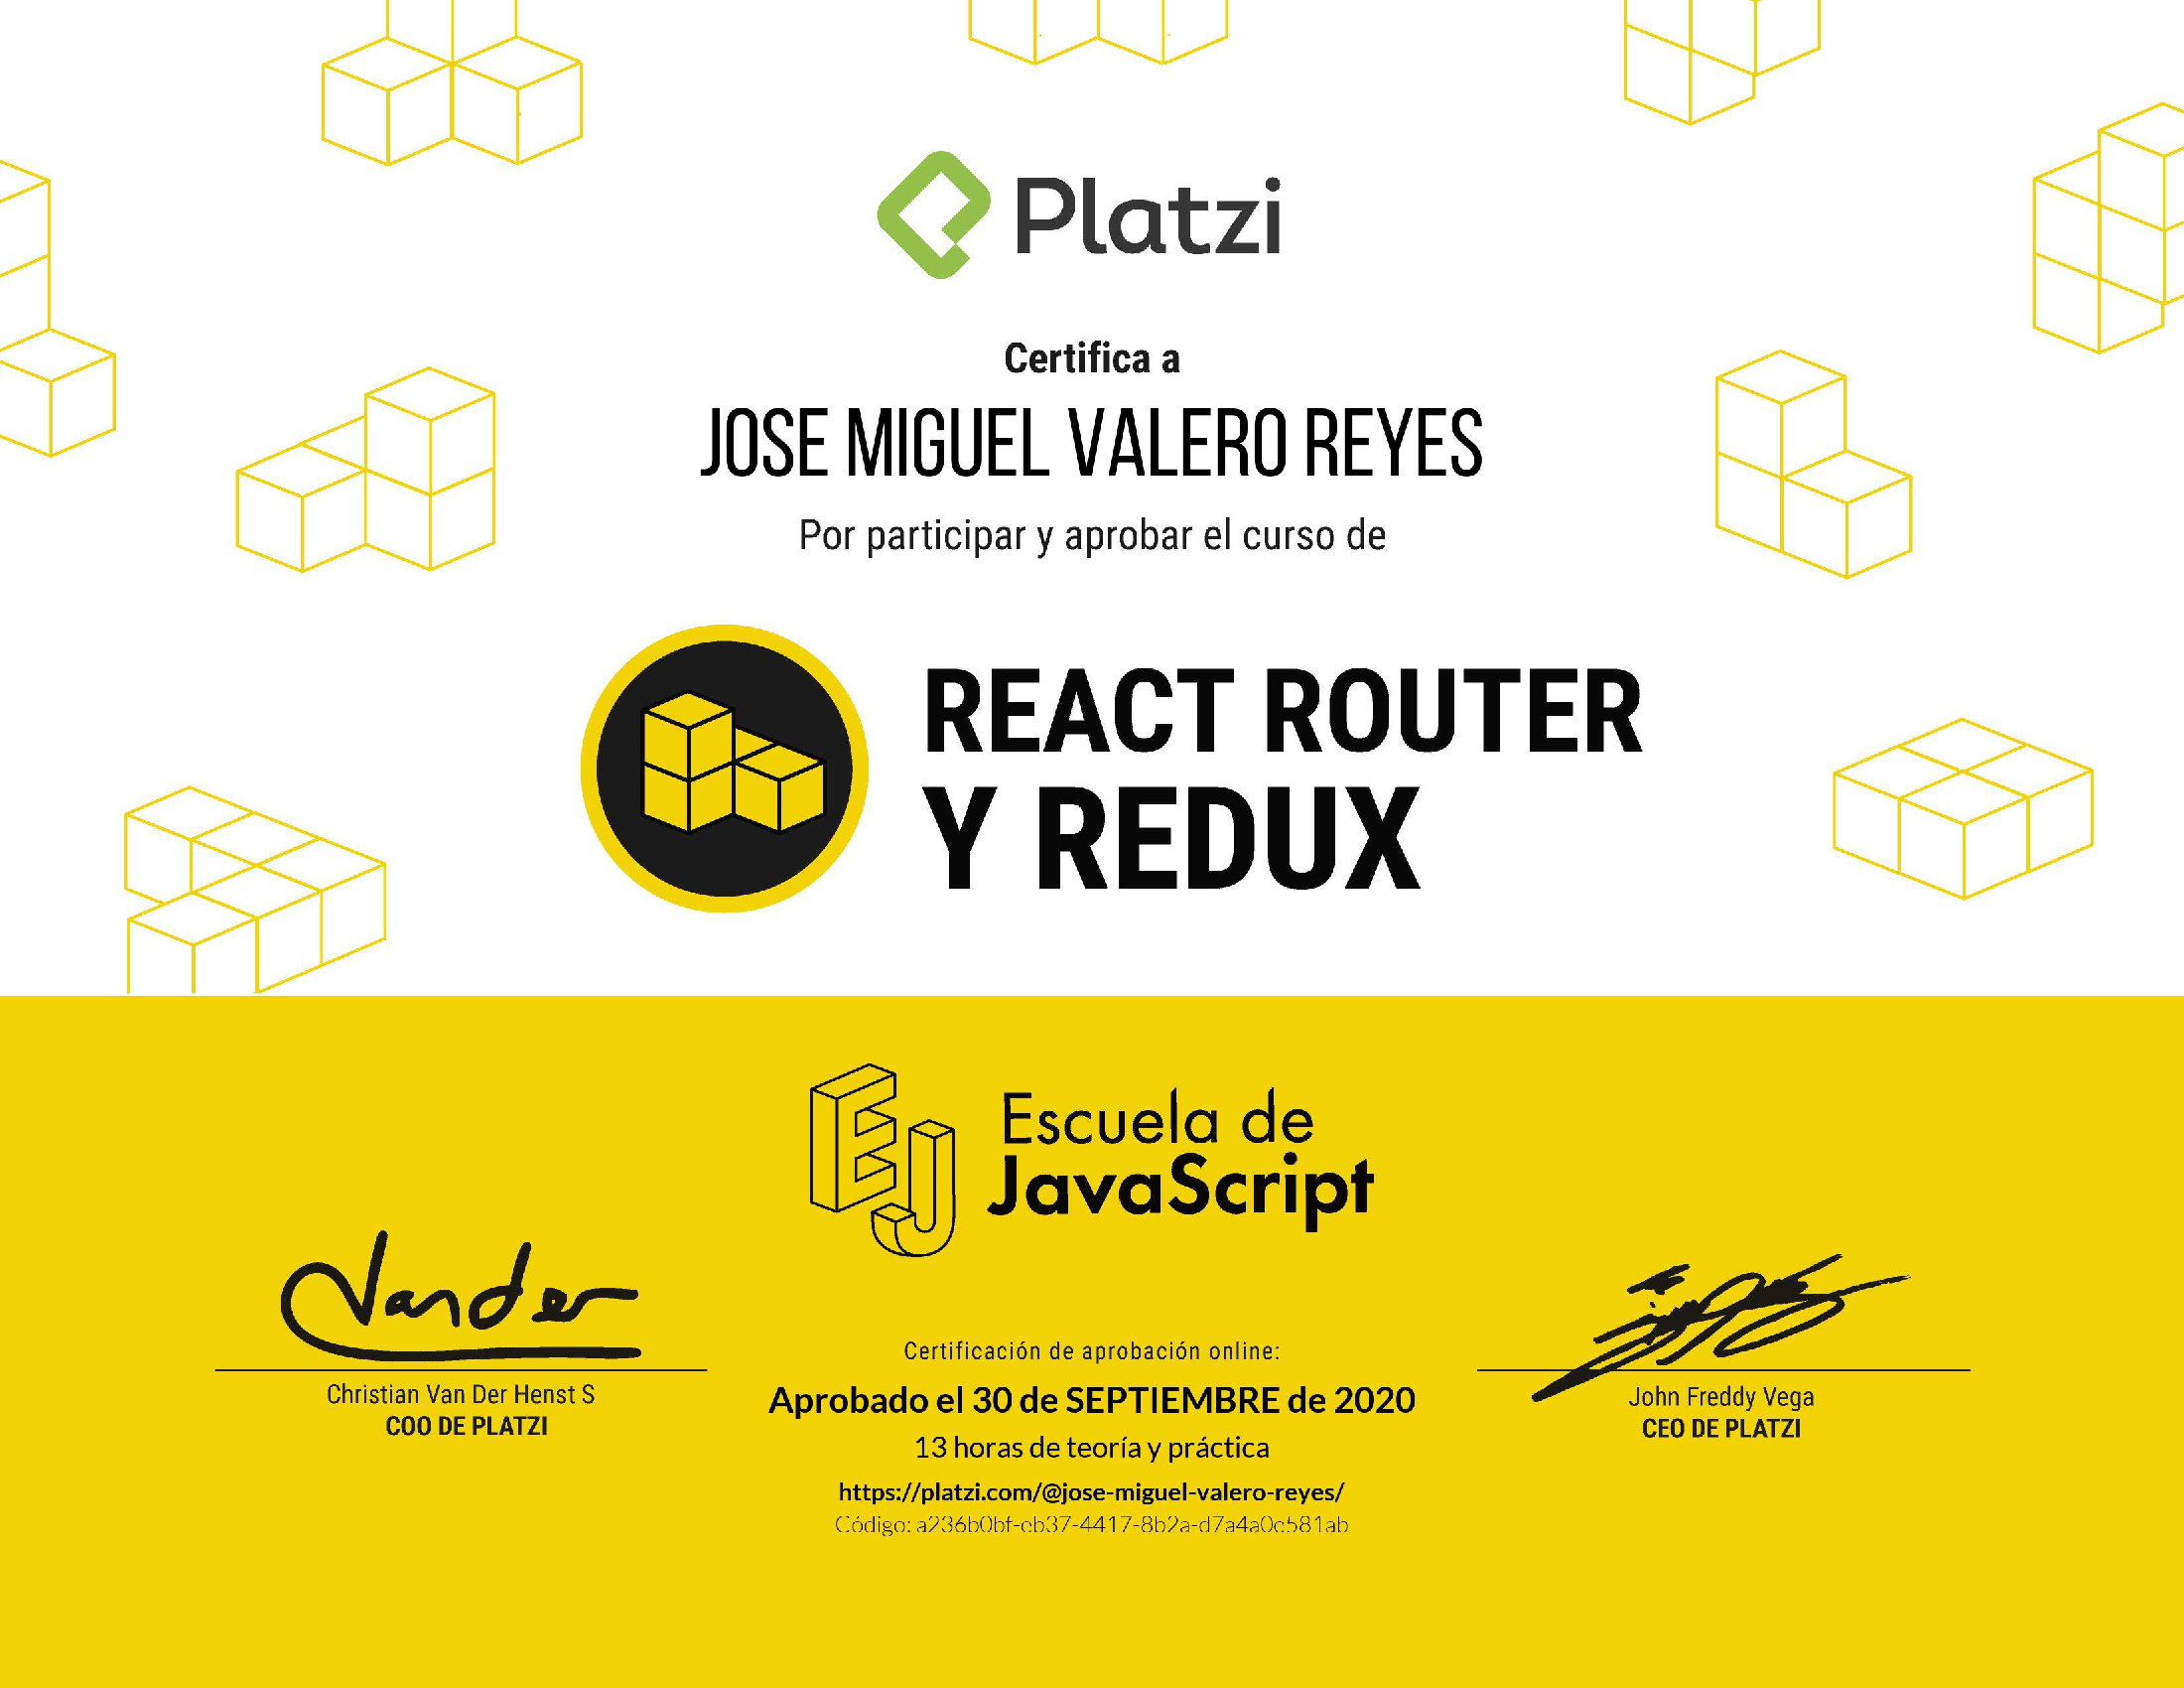 Platzi
Certifica a
JOSE MIGUEL VALERO REYES
Por participar y aprobar el curso de
REACT ROUTER
Y REDUX
EJ
Escuela de
JavaScript
Vander
Certificación de aprobación online:
Christian Van Der Henst S
COO DE PLATZI
Aprobado el 30 de SEPTIEMBRE de 2020
13 horas de teoría y práctica
https://platzi.com/@jose-miguel-valero-reyes/
Código: a236b0bf-eb37-4417-8b2a-d7a4a0c581ab
John Freddy Vega
CEO DE PLATZI